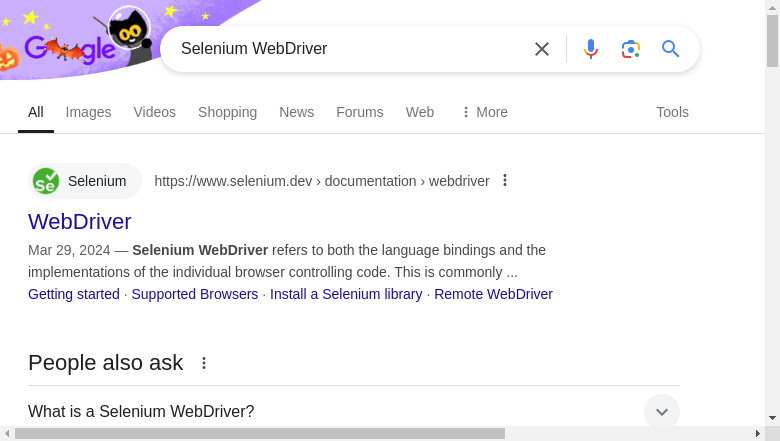 Google
Selenium WebDriver
All Images Videos Shopping News Forums Web More Tools
Se Selenium https://www.selenium.dev › documentation › webdriver
WebDriver
Mar 29, 2024 — Selenium WebDriver refers to both the language bindings and the
implementations of the individual browser controlling code. This is commonly ...
Getting started · Supported Browsers · Install a Selenium library · Remote WebDriver
People also ask
What is a Selenium WebDriver?